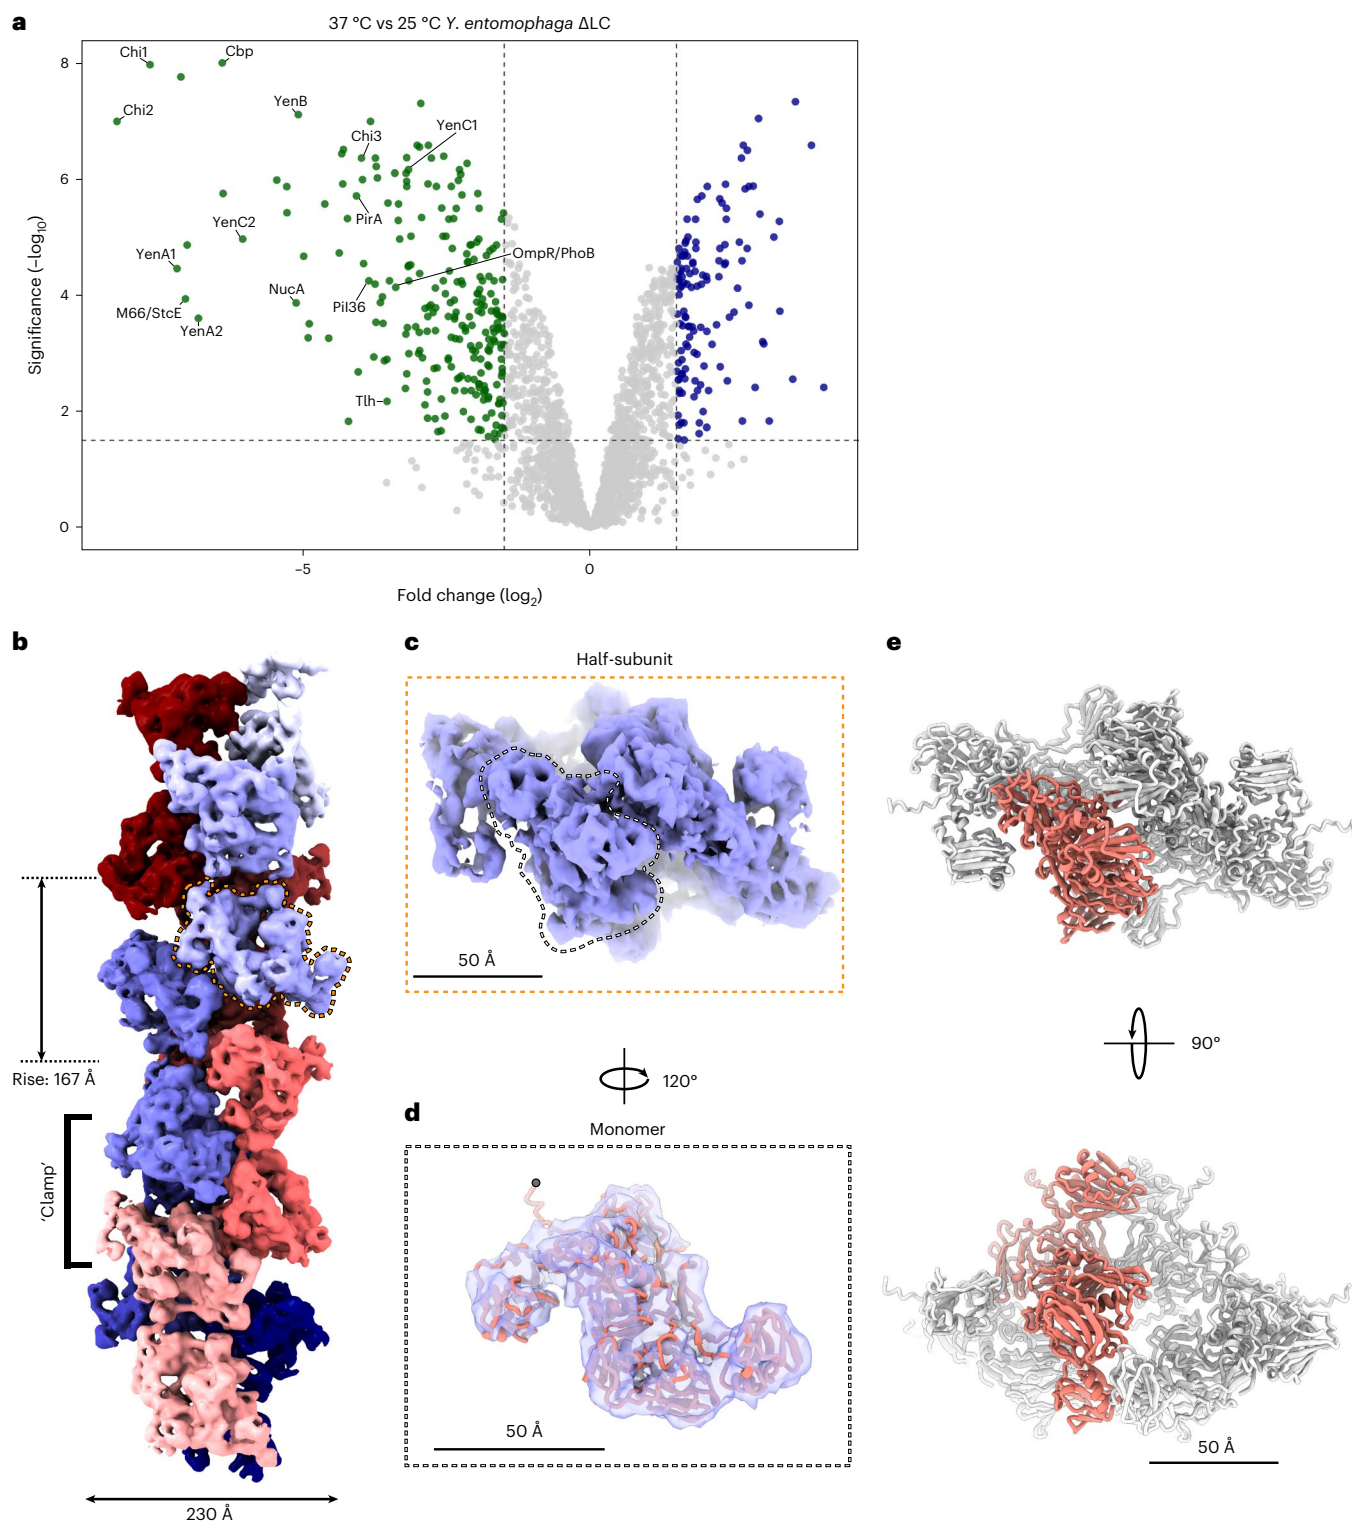 a
37 °C vs 25 °C Y. entomophaga ΔLC
Chi1
Cbp
Chi2
YenB
YenC1
Chi3
PirA
YenC2
YenA1
OmpR/PhoB
NucA
Pil36
M66/StcE
YenA2
Tlh
8
6
4
2
0
Significance (–log10)
–5
0
Fold change (log2)
b
Rise: 167 Å
'Clamp'
230 Å
c
Half-subunit
50 Å
120°
d
Monomer
50 Å
e
90°
50 Å